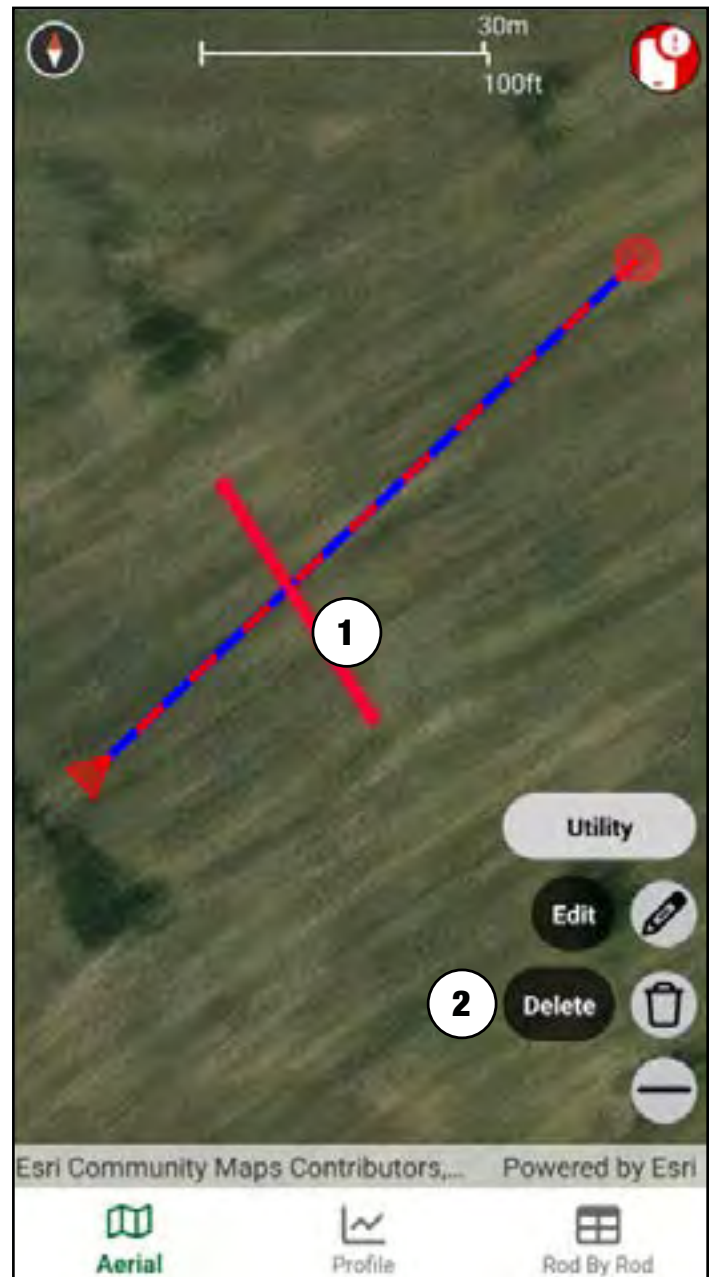 30m
100ft
1
Utility
Edit
2
Delete
Esri Community Maps Contributors,...
Powered by Esri
Aerial
Profile
Rod By Rod